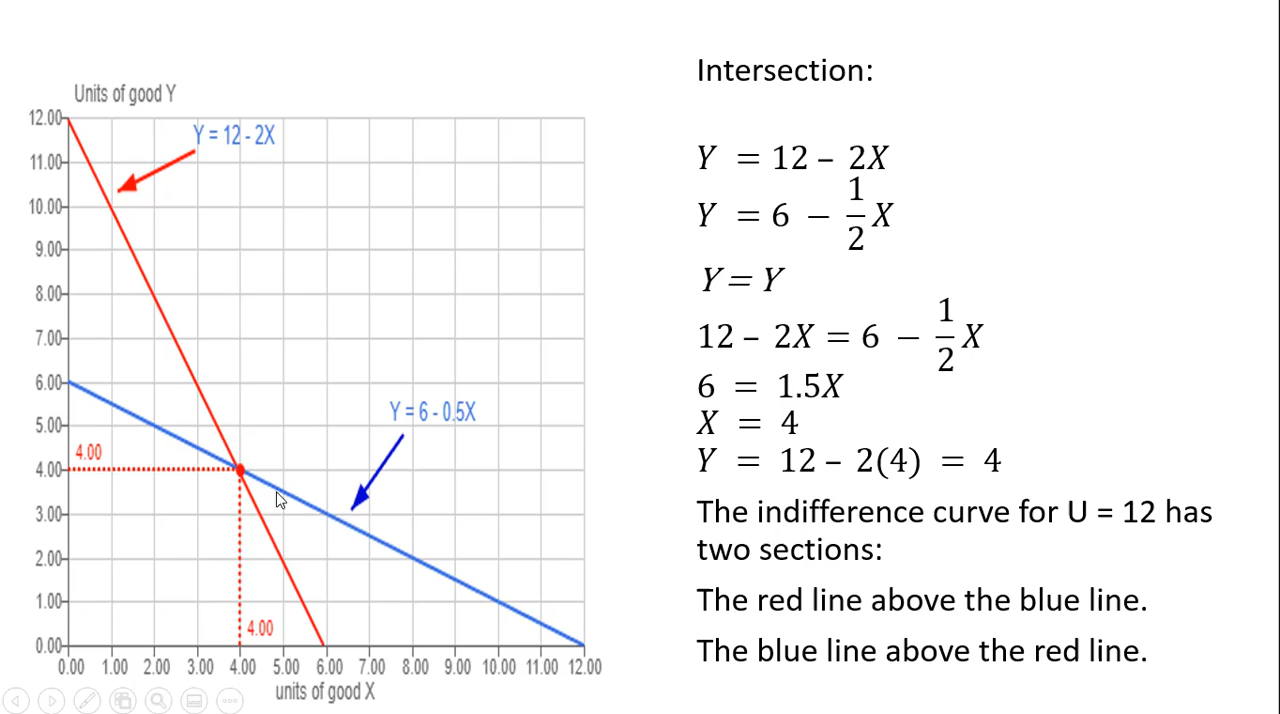 Units of good Y
12.00
11.00
10.00
9.00
8.00
7.00
6.00
5.00
4.00
3.00
2.00
1.00
0.00
Y = 12 - 2X
Y = 6 - 0.5X
4.00
4.00
0.00 1.00 2.00 3.00 4.00 5.00 6.00 7.00 8.00 9.00 10.00 11.00 12.00
units of good X
Intersection:
Y = 12 – 2X
Y = 6 − 1/2 X
Y = Y
12 – 2X = 6 − 1/2 X
6 = 1.5X
X = 4
Y = 12 – 2(4) = 4
The indifference curve for U = 12 has
two sections:
The red line above the blue line.
The blue line above the red line.